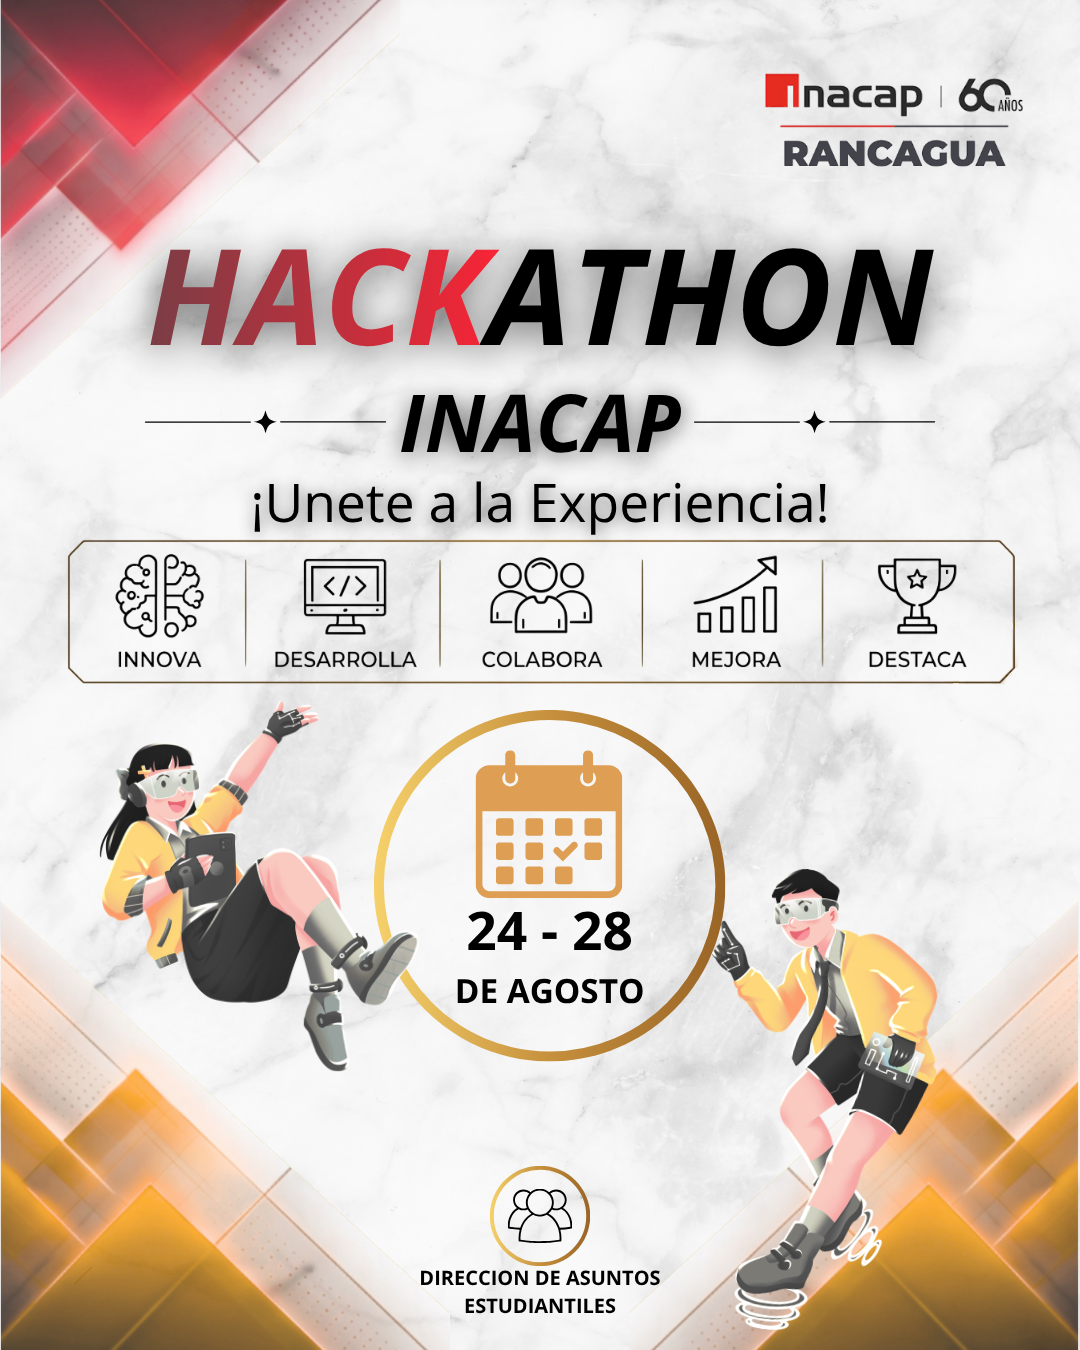 inacap | 60 AÑOS
RANCAGUA
HACKATHON
INACAP
¡Unete a la Experiencia!
INNOVA
DESARROLLA
COLABORA
MEJORA
DESTACA
24 - 28
DE AGOSTO
DIRECCION DE ASUNTOS
ESTUDIANTILES